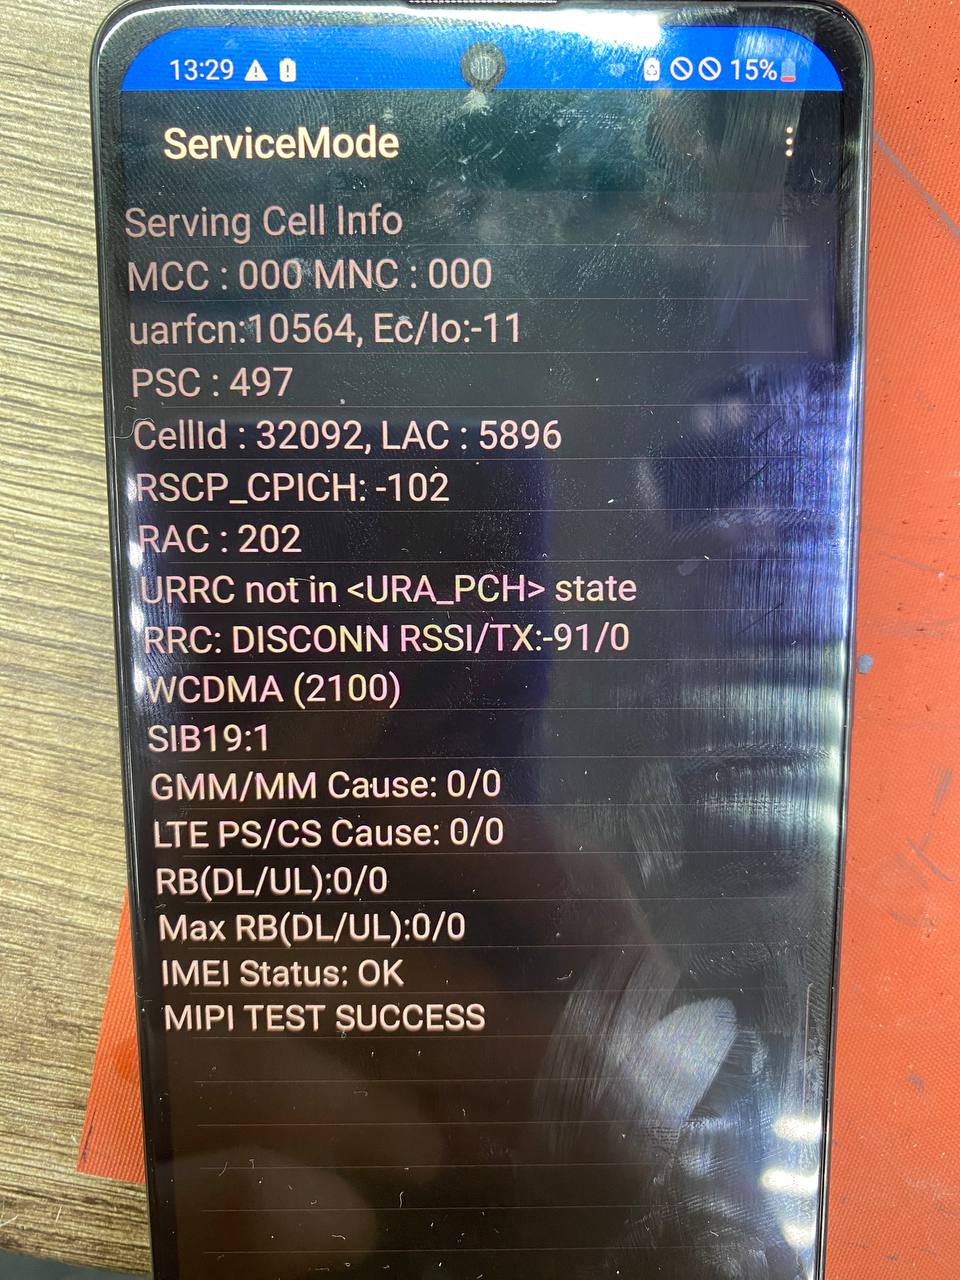 13:29 15%
ServiceMode
Serving Cell Info
MCC : 000 MNC : 000
uarfcn:10564, Ec/Io:-11
PSC : 497
CellId : 32092, LAC : 5896
RSCP_CPICH: -102
RAC : 202
URRC not in <URA_PCH> state
RRC: DISCONN RSSI/TX:-91/0
WCDMA (2100)
SIB19:1
GMM/MM Cause: 0/0
LTE PS/CS Cause: 0/0
RB(DL/UL):0/0
Max RB(DL/UL):0/0
IMEI Status: OK
MIPI TEST SUCCESS